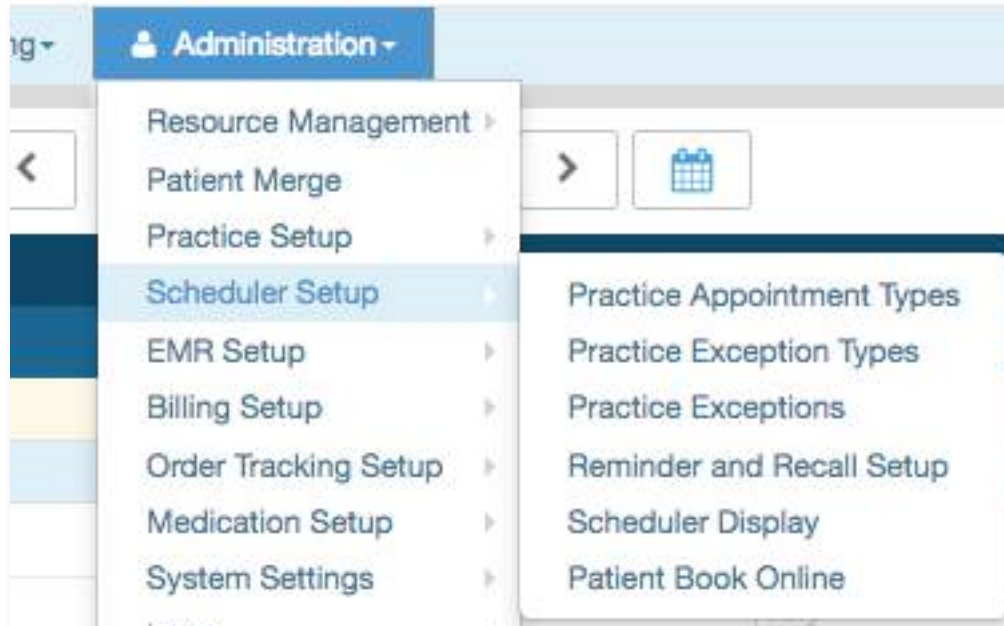 Administration
Resource Management
Patient Merge
Practice Setup
Scheduler Setup
EMR Setup
Billing Setup
Order Tracking Setup
Medication Setup
System Settings
Practice Appointment Types
Practice Exception Types
Practice Exceptions
Reminder and Recall Setup
Scheduler Display
Patient Book Online